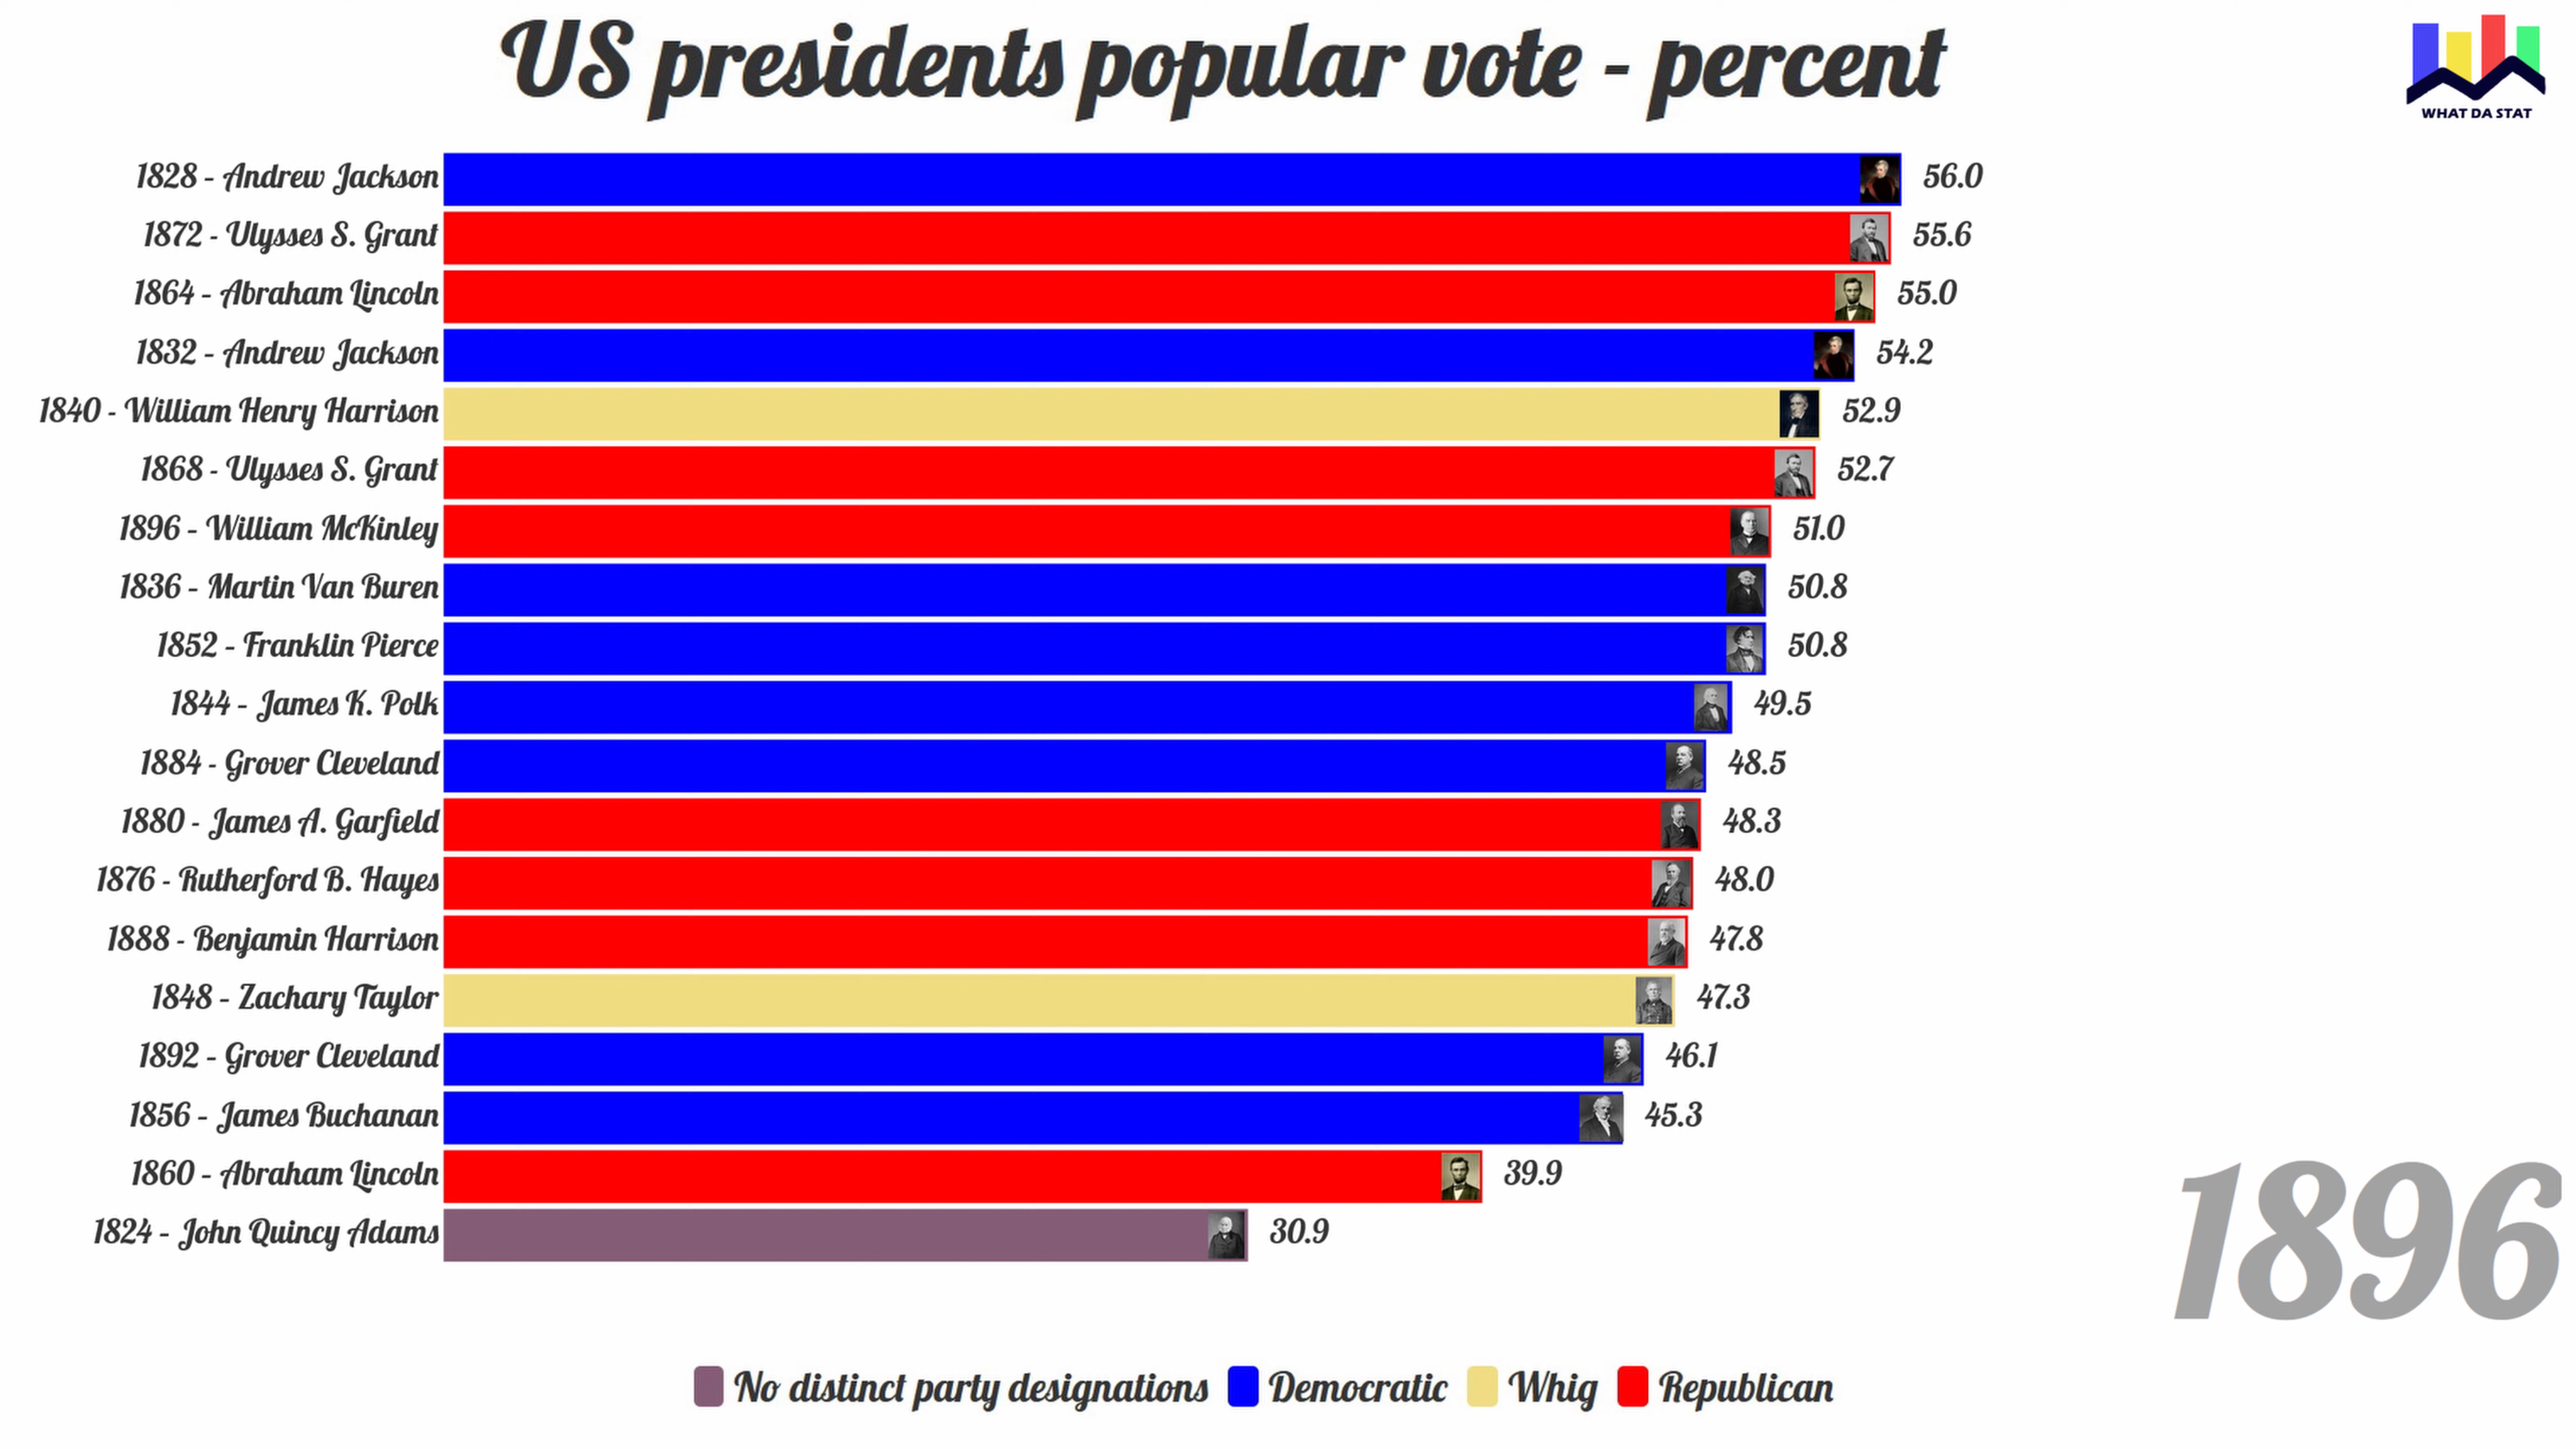 US presidents popular vote - percent
WHAT DA STAT
1828 - Andrew Jackson 56.0
1872 - Ulysses S. Grant 55.6
1864 - Abraham Lincoln 55.0
1832 - Andrew Jackson 54.2
1840 - William Henry Harrison 52.9
1868 - Ulysses S. Grant 52.7
1896 - William McKinley 51.0
1836 - Martin Van Buren 50.8
1852 - Franklin Pierce 50.8
1844 - James K. Polk 49.5
1884 - Grover Cleveland 48.5
1880 - James A. Garfield 48.3
1876 - Rutherford B. Hayes 48.0
1888 - Benjamin Harrison 47.8
1848 - Zachary Taylor 47.3
1892 - Grover Cleveland 46.1
1856 - James Buchanan 45.3
1860 - Abraham Lincoln 39.9
1824 - John Quincy Adams 30.9
1896
No distinct party designations Democratic Whig Republican